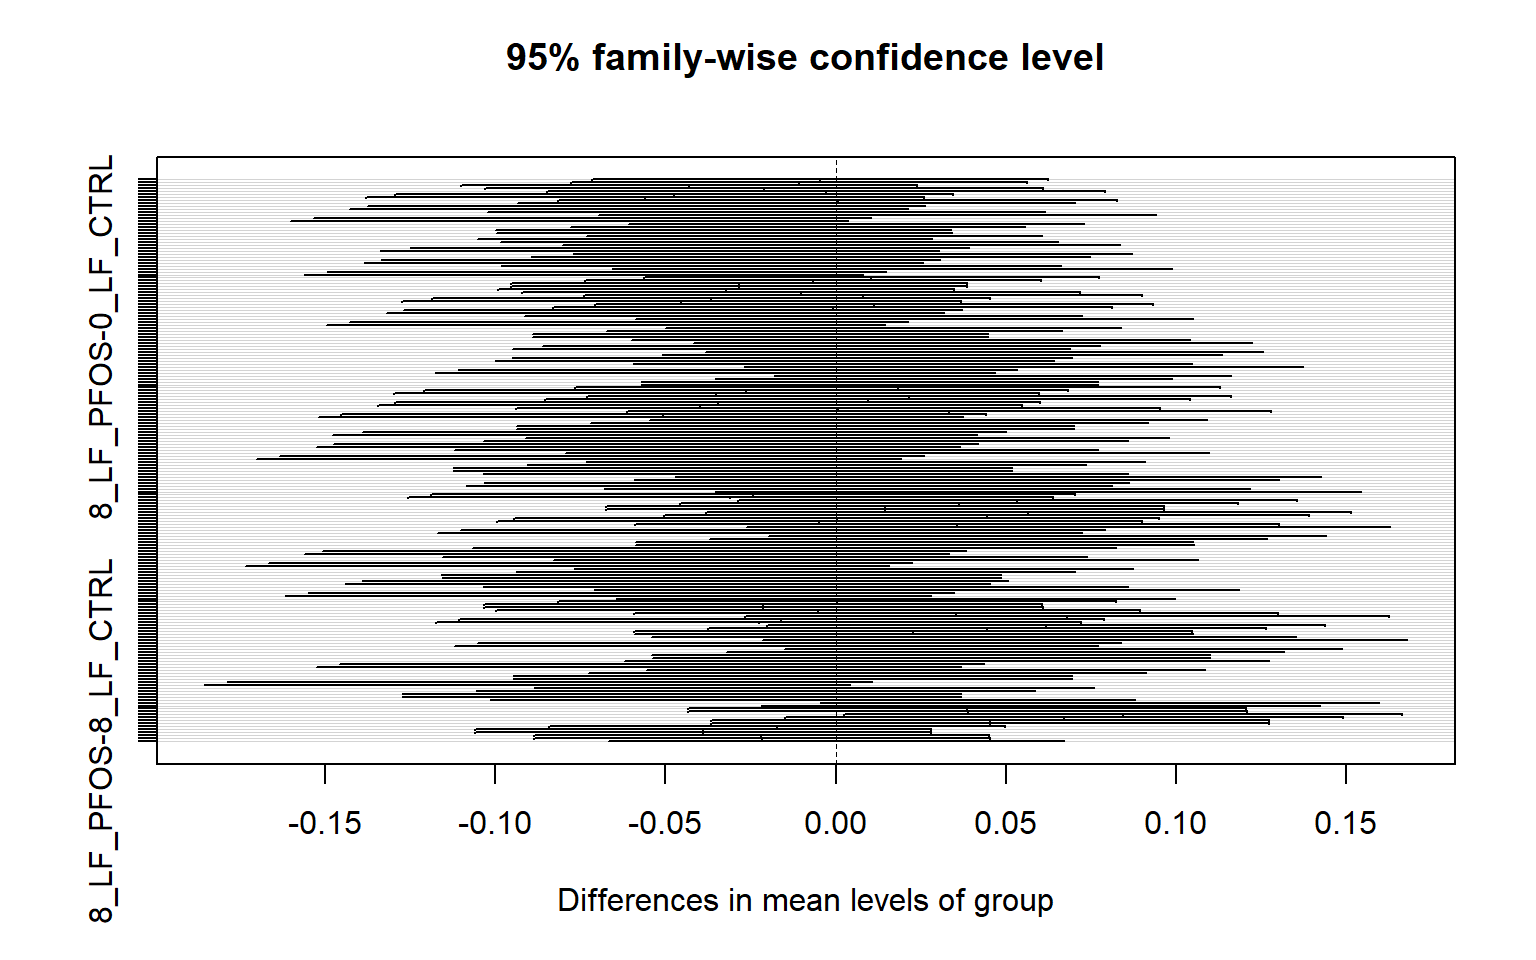 95% family-wise confidence level
8_LF_PFOS-0_LF_CTRL
8_LF_PFOS-8_LF_CTRL
-0.15 -0.10 -0.05 0.00 0.05 0.10 0.15
Differences in mean levels of group